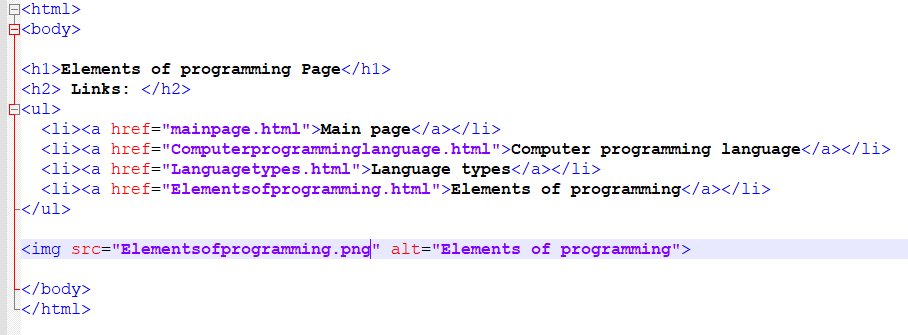 <html>
<body>
<h1>Elements of programming Page</h1>
<h2> Links: </h2>
<ul>
<li><a href="mainpage.html">Main page</a></li>
<li><a href="Computerprogramminglanguage.html">Computer programming language</a></li>
<li><a href="Languagetypes.html">Language types</a></li>
<li><a href="Elementsofprogramming.html">Elements of programming</a></li>
</ul>
<img src="Elementsofprogramming.png" alt="Elements of programming">
</body>
</html>